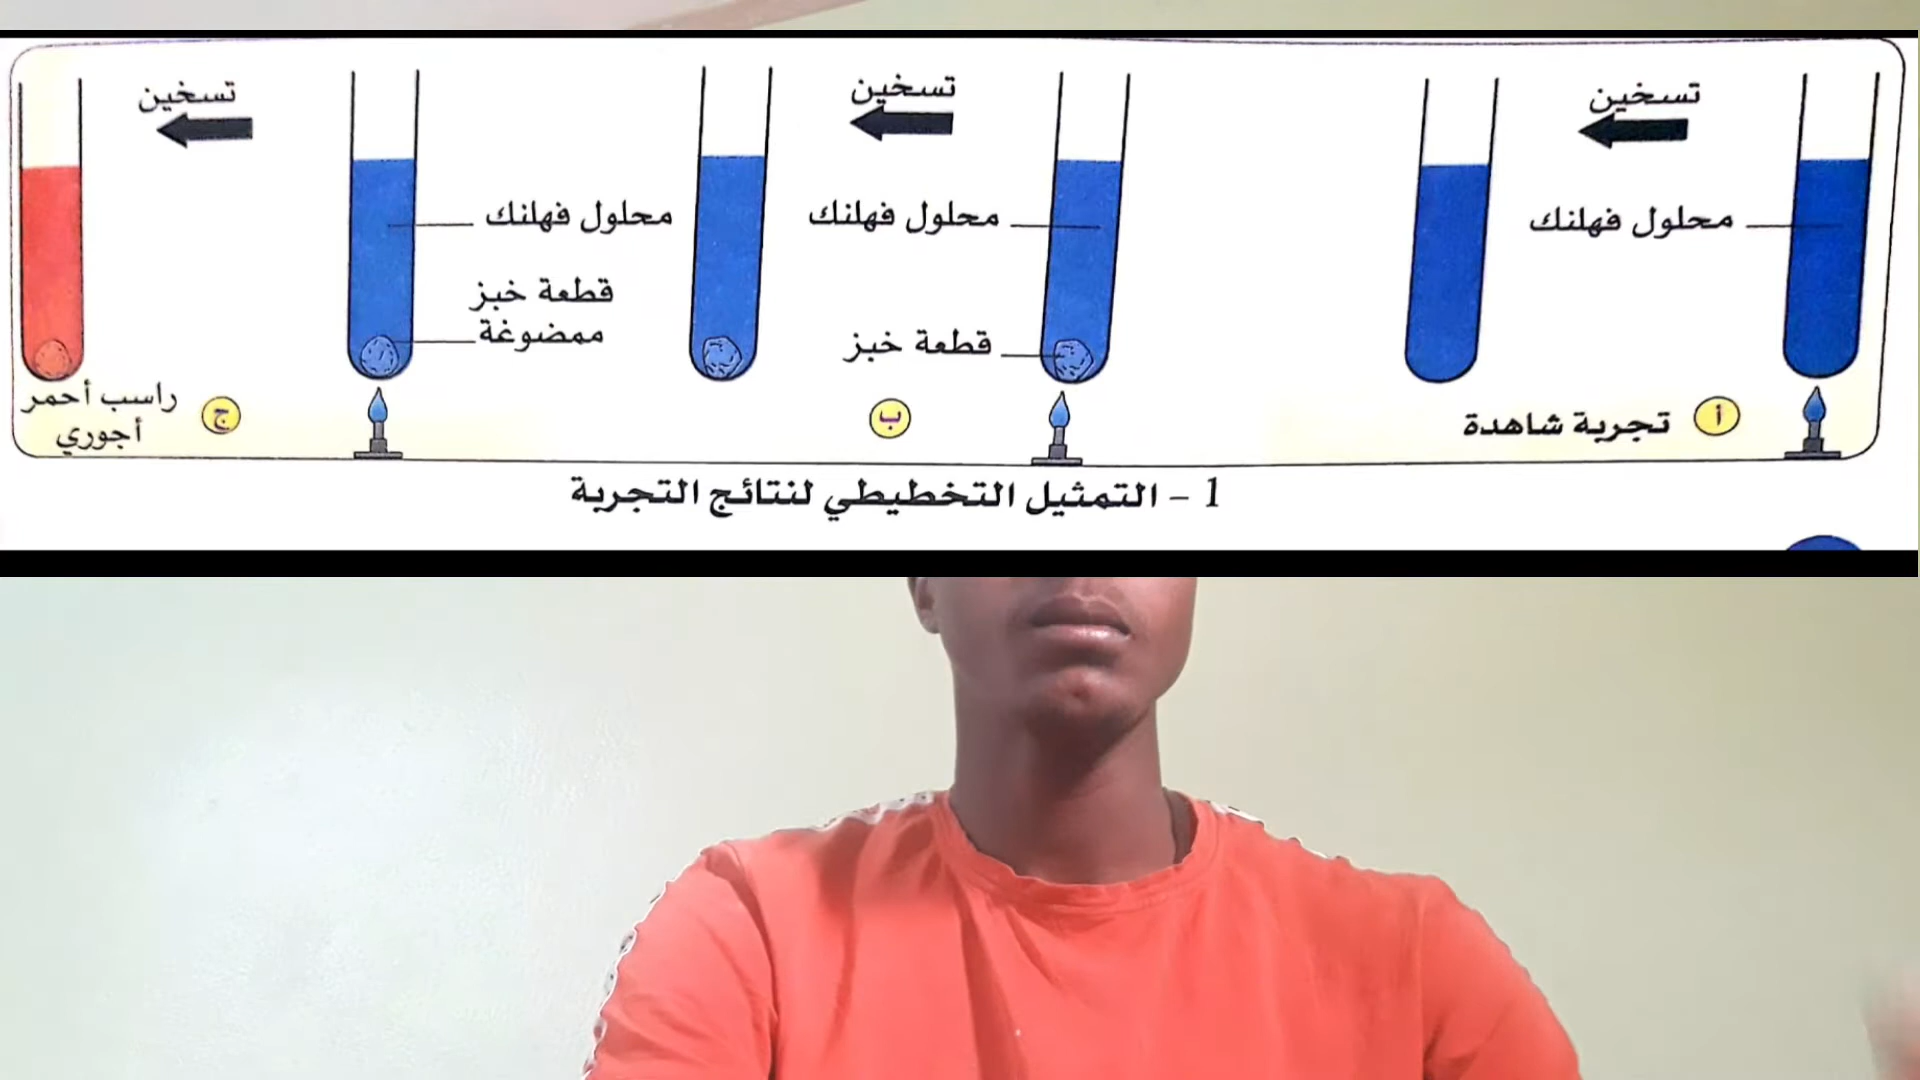 تسخين
محلول فهلنك
أ
تجربة شاهدة
تسخين
محلول فهلنك
قطعة خبز
ب
تسخين
محلول فهلنك
قطعة خبز
ممضوغة
ج
راسب أحمر
أجوري
1 - التمثيل التخطيطي لنتائج التجربة